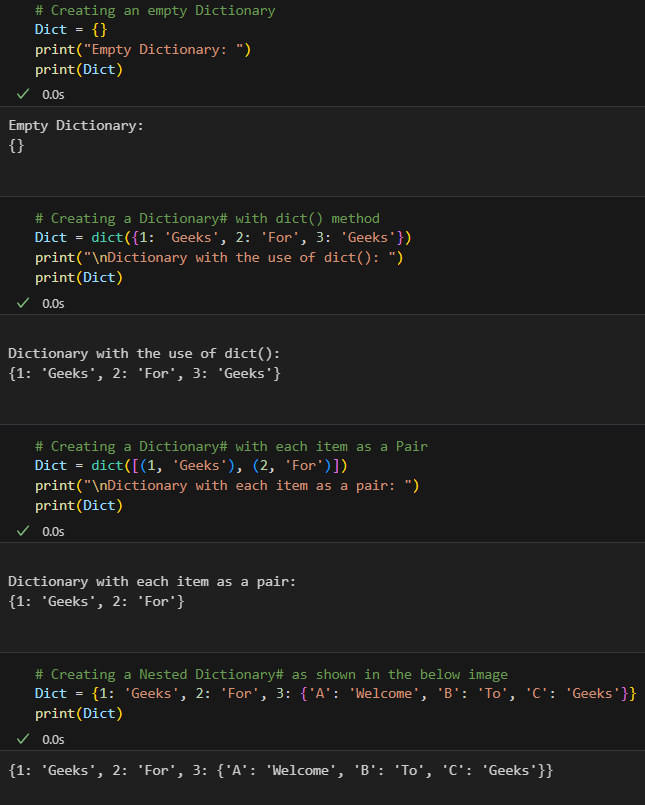 # Creating an empty Dictionary
Dict = {}
print("Empty Dictionary: ")
print(Dict)
0.0s
Empty Dictionary:
{}
# Creating a Dictionary# with dict() method
Dict = dict({1: 'Geeks', 2: 'For', 3: 'Geeks'})
print("\nDictionary with the use of dict(): ")
print(Dict)
0.0s
Dictionary with the use of dict():
{1: 'Geeks', 2: 'For', 3: 'Geeks'}
# Creating a Dictionary# with each item as a Pair
Dict = dict([(1, 'Geeks'), (2, 'For')])
print("\nDictionary with each item as a pair: ")
print(Dict)
0.0s
Dictionary with each item as a pair:
{1: 'Geeks', 2: 'For'}
# Creating a Nested Dictionary# as shown in the below image
Dict = {1: 'Geeks', 2: 'For', 3: {'A': 'Welcome', 'B': 'To', 'C': 'Geeks'}}
print(Dict)
0.0s
{1: 'Geeks', 2: 'For', 3: {'A': 'Welcome', 'B': 'To', 'C': 'Geeks'}}